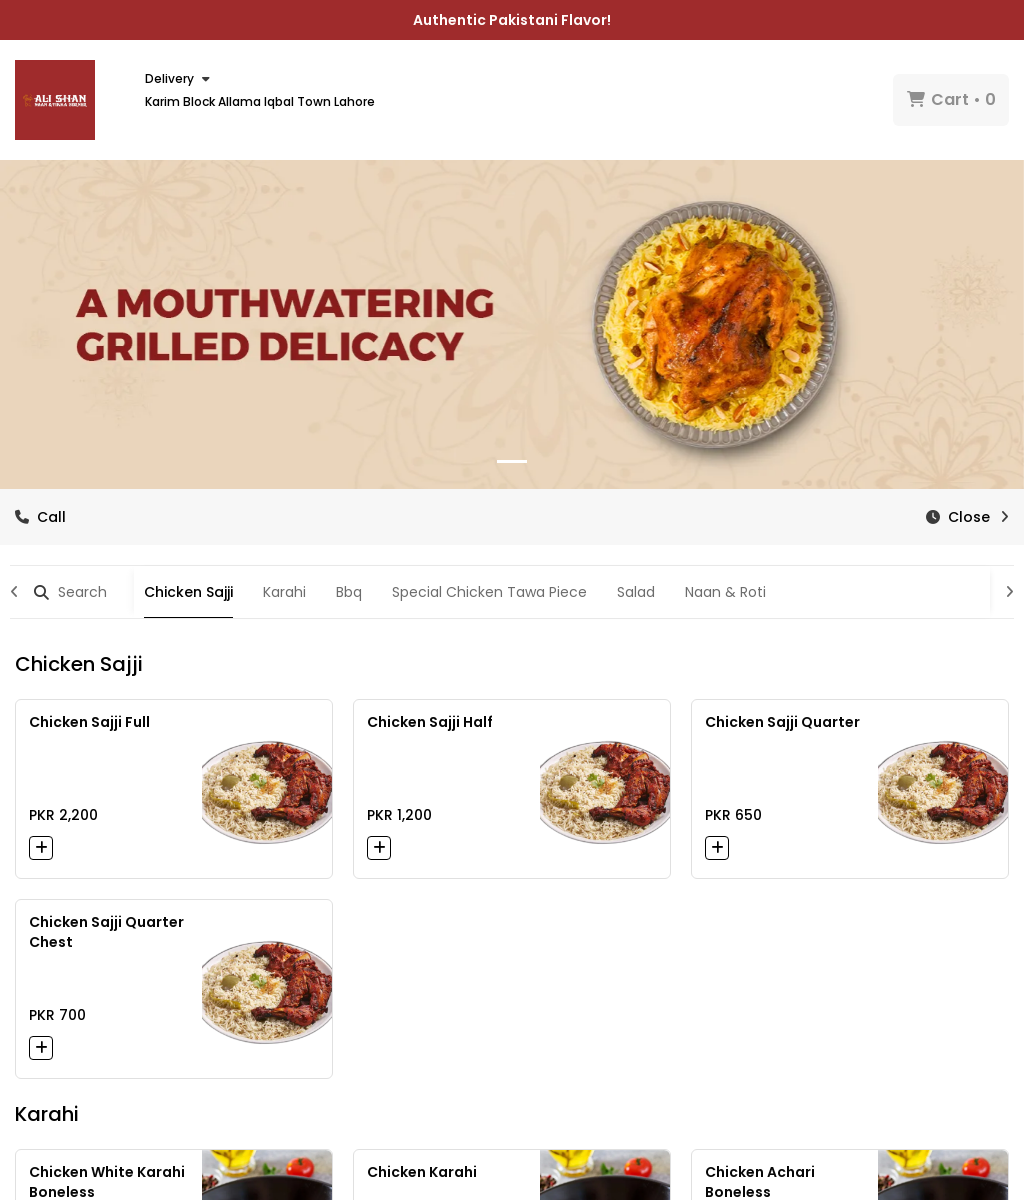 Authentic Pakistani Flavor!
ALI SHAN
Delivery
Karim Block Allama Iqbal Town Lahore
Cart • 0
A MOUTHWATERING
GRILLED DELICACY
Call
Close
Search
Chicken Sajji
Karahi
Bbq
Special Chicken Tawa Piece
Salad
Naan & Roti
Chicken Sajji
Chicken Sajji Full
PKR 2,200
Chicken Sajji Half
PKR 1,200
Chicken Sajji Quarter
PKR 650
Chicken Sajji Quarter
Chest
PKR 700
Karahi
Chicken White Karahi
Boneless
Chicken Karahi
Chicken Achari
Boneless